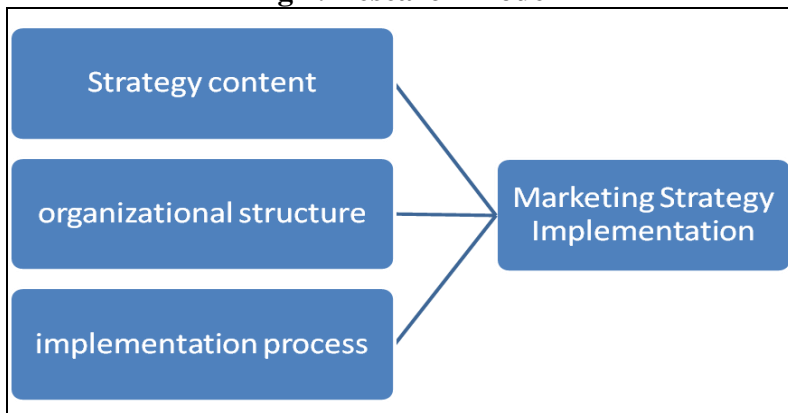 Strategy content
organizational structure
implementation process
Marketing Strategy
Implementation